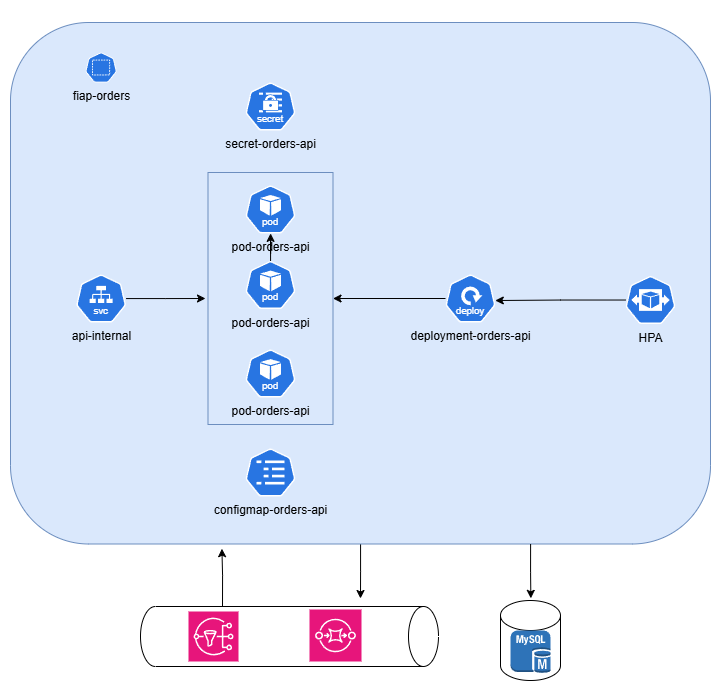 fiap-orders
secret
secret-orders-api
pod
pod-orders-api
pod
pod-orders-api
pod
pod-orders-api
svc
api-internal
deploy
deployment-orders-api
HPA
configmap-orders-api
MySQL
M